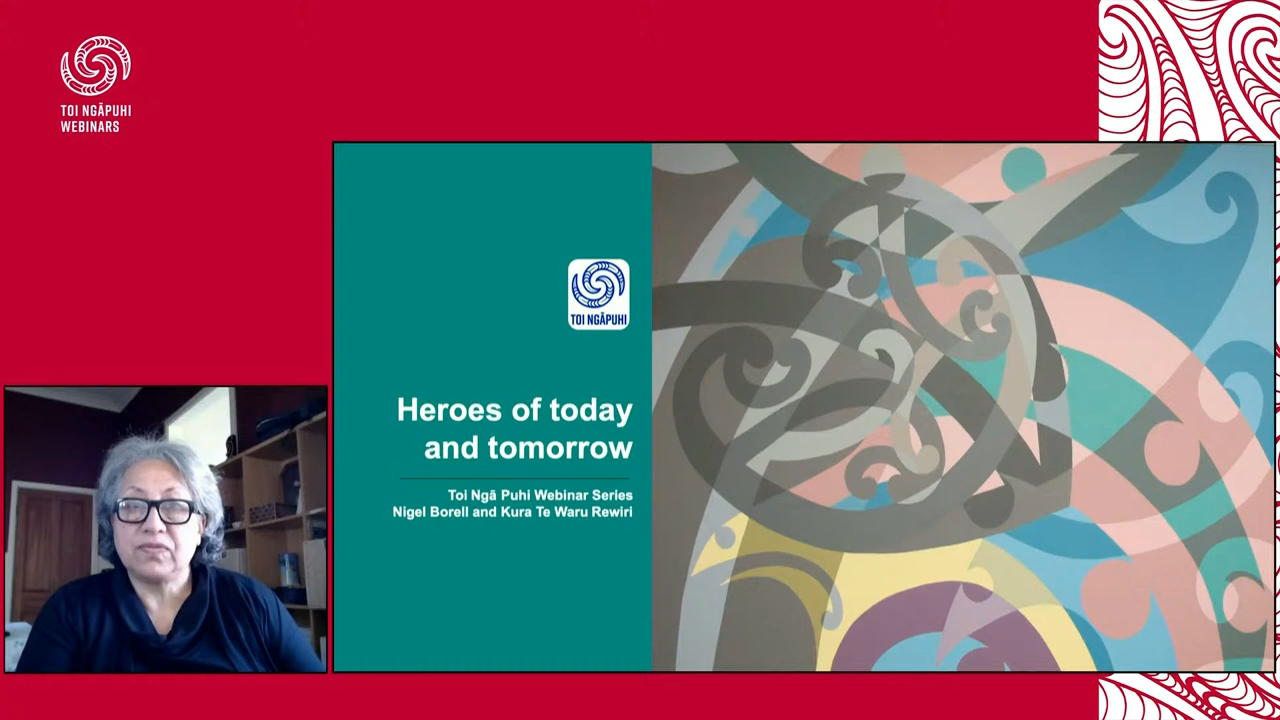 TOI NGĀPUHI
WEBINARS
TOI NGĀPUHI
Heroes of today
and tomorrow
Toi Ngā Puhi Webinar Series
Nigel Borell and Kura Te Waru Rewiri